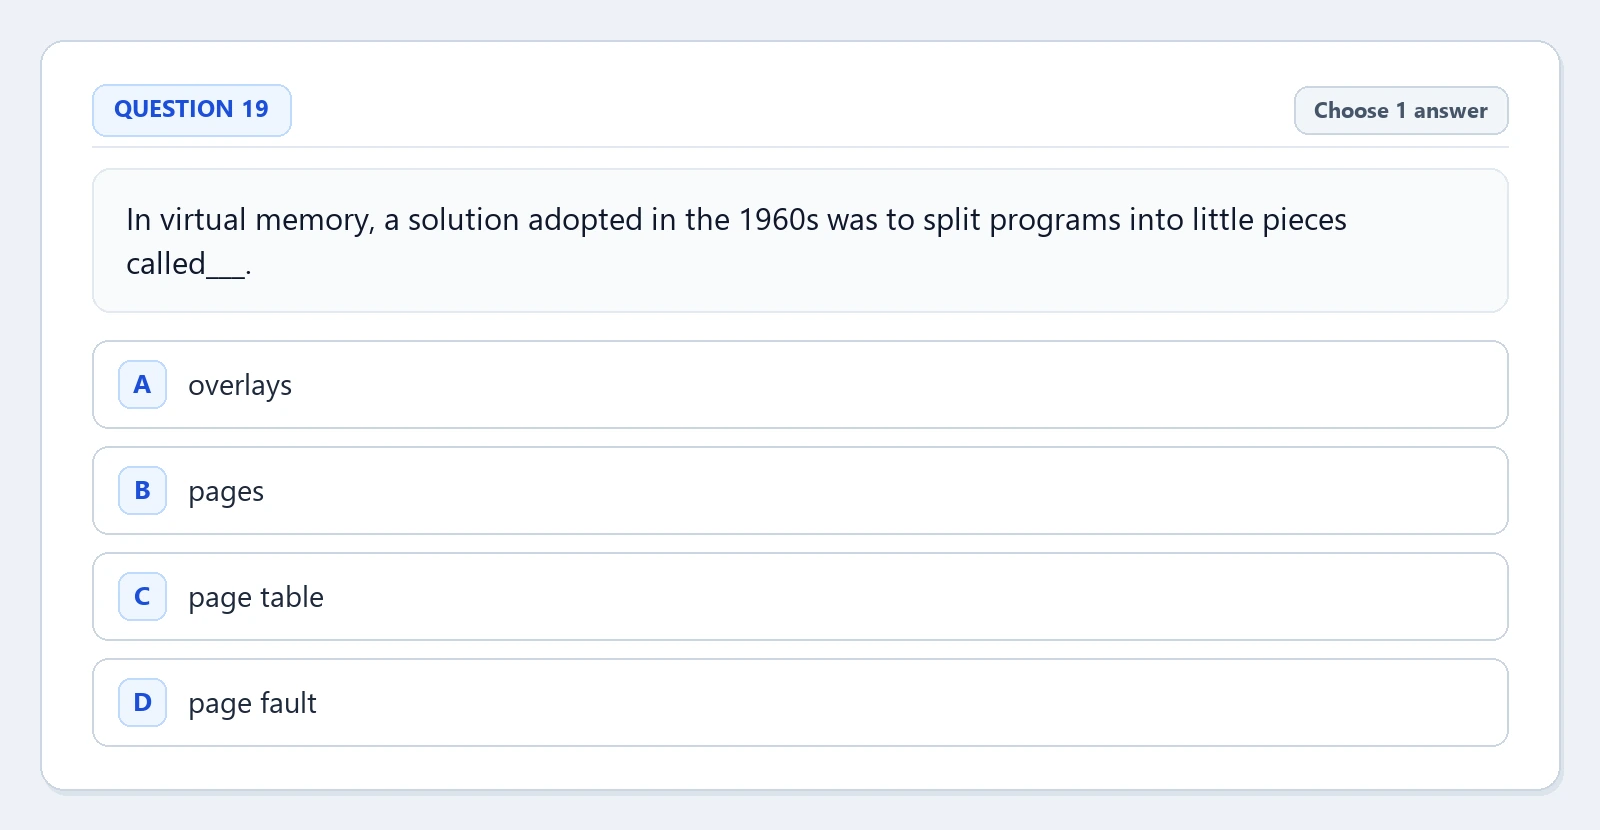 QUESTION 19
Choose 1 answer
In virtual memory, a solution adopted in the 1960s was to split programs into little pieces
called___.
A overlays
B pages
C page table
D page fault